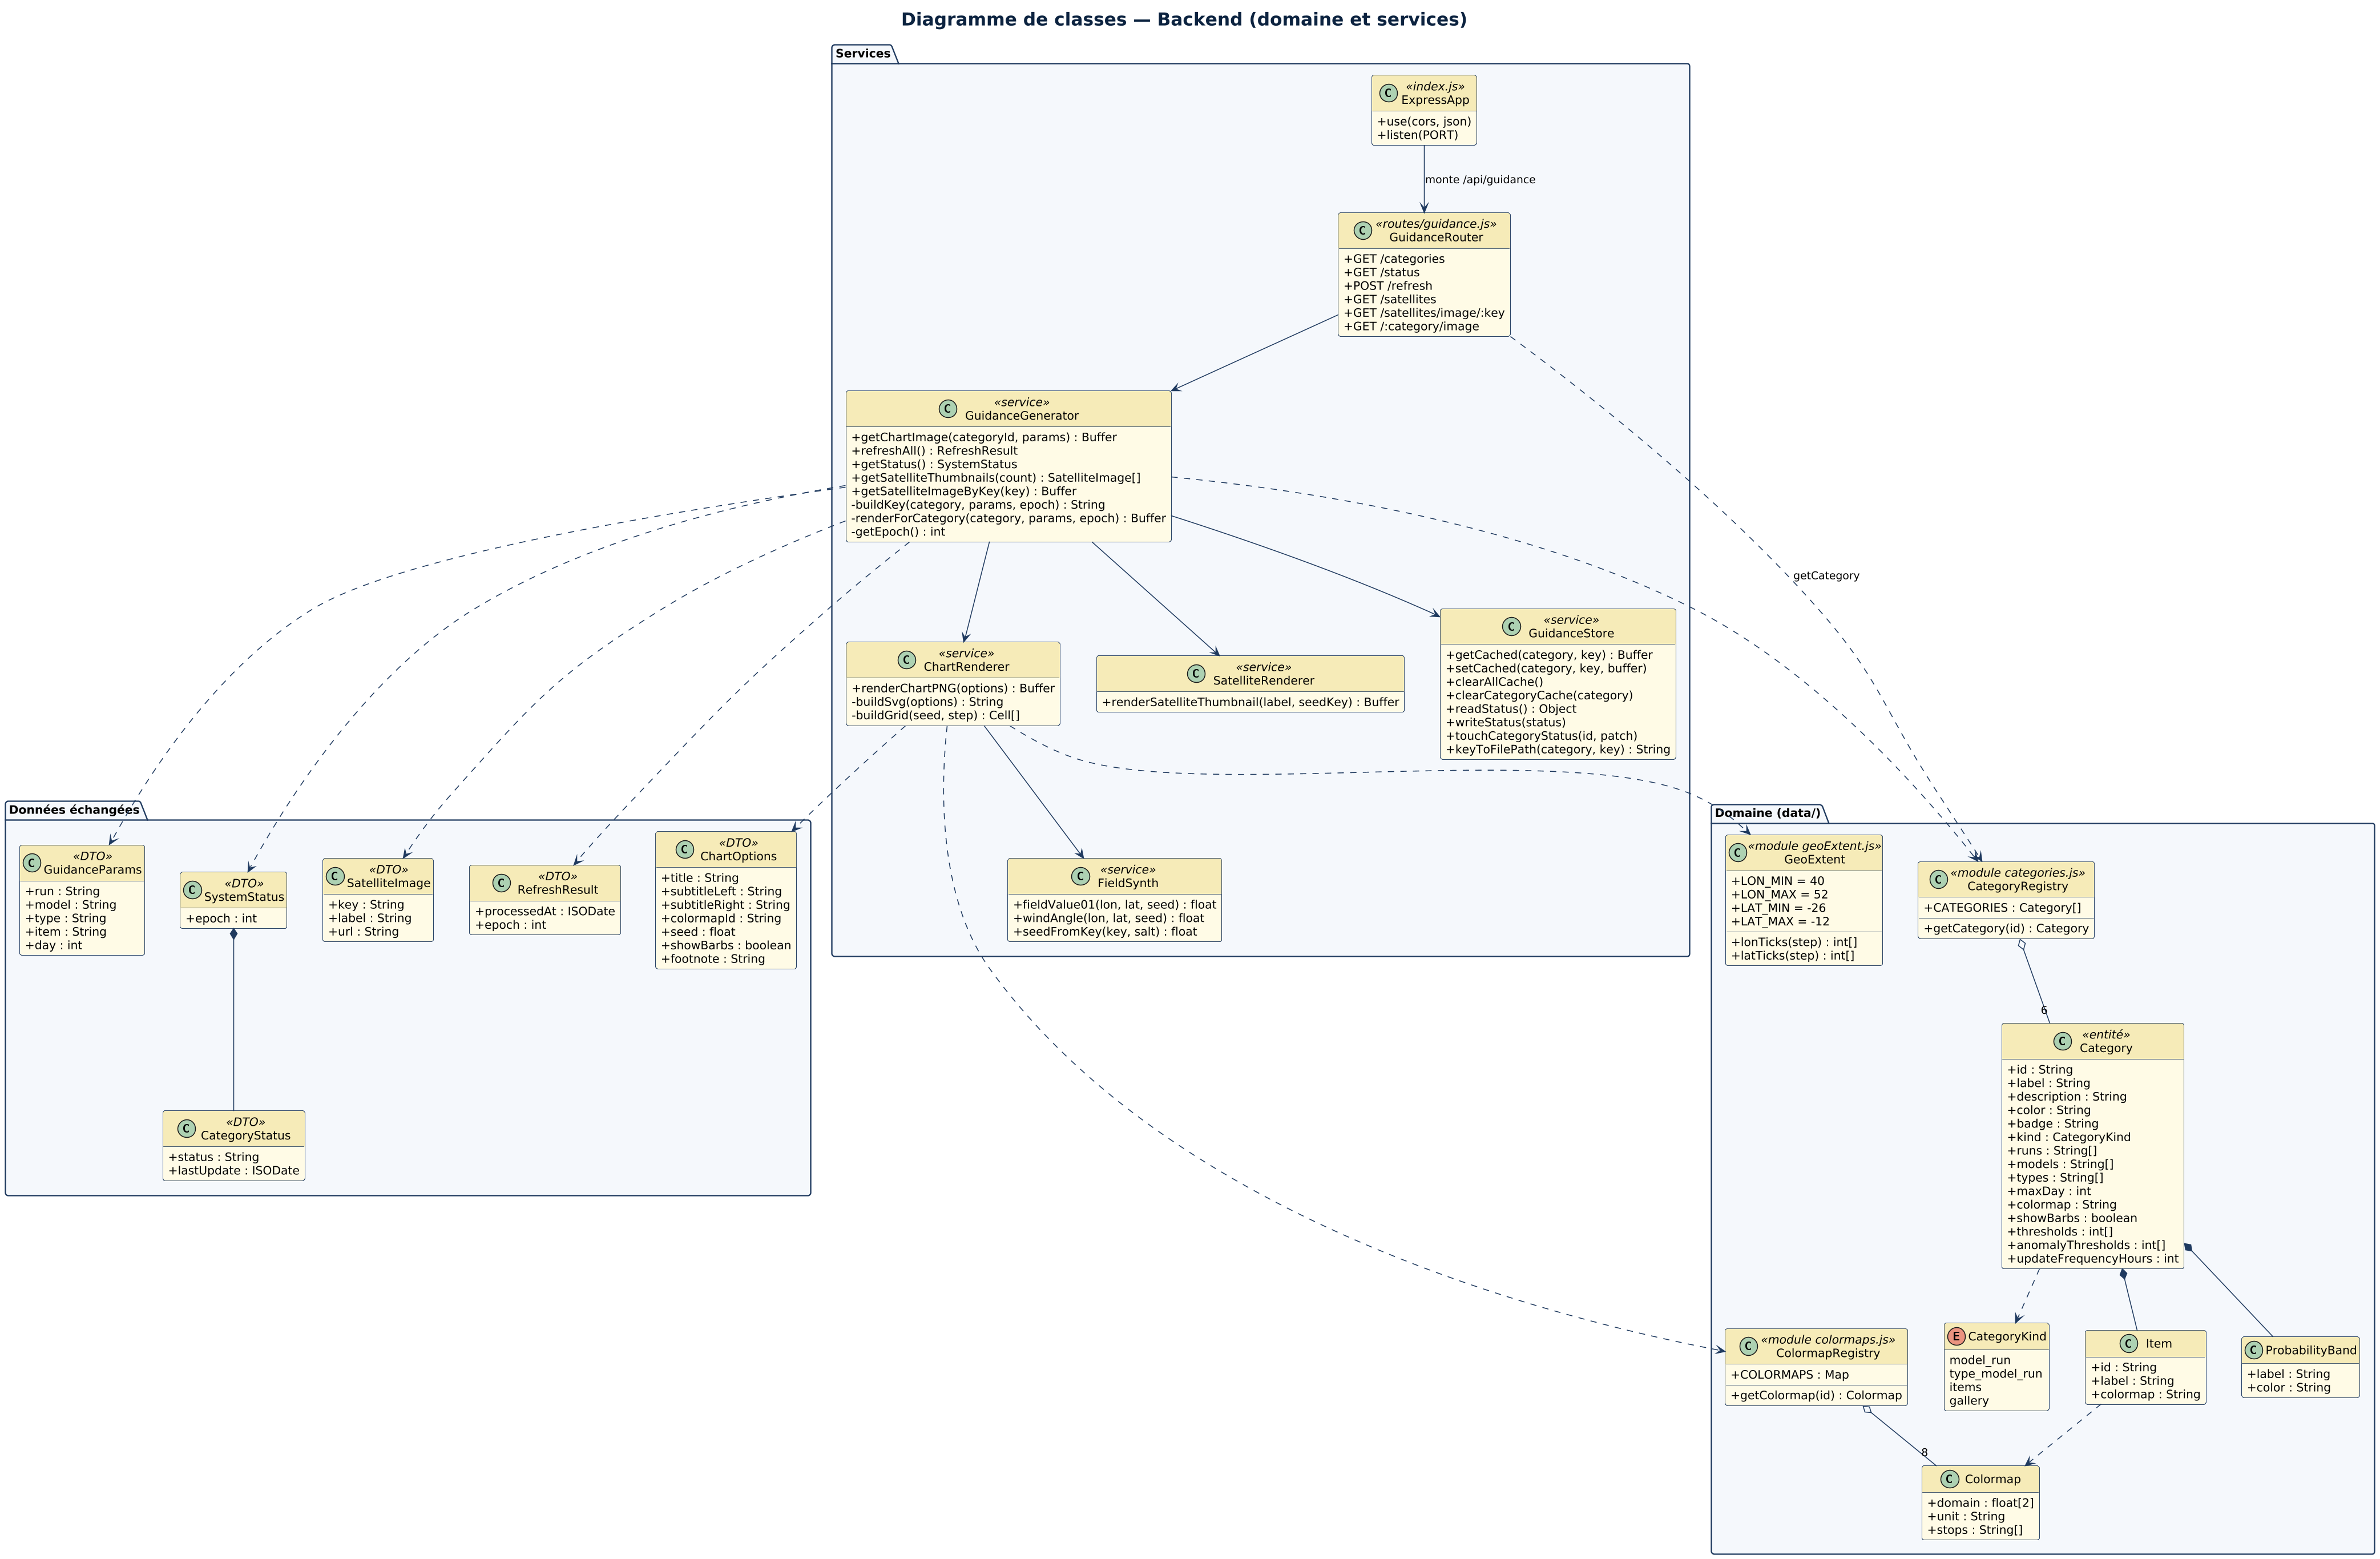 Diagramme de classes — Backend (domaine et services)
Services
C
«index.js»
ExpressApp
+use(cors, json)
+listen(PORT)
monte /api/guidance
C
«routes/guidance.js»
GuidanceRouter
+GET /categories
+GET /status
+POST /refresh
+GET /satellites
+GET /satellites/image/:key
+GET /:category/image
C
«service»
GuidanceGenerator
+getChartImage(categoryId, params) : Buffer
+refreshAll() : RefreshResult
+getStatus() : SystemStatus
+getSatelliteThumbnails(count) : SatelliteImage[]
+getSatelliteImageByKey(key) : Buffer
-buildKey(category, params, epoch) : String
-renderForCategory(category, params, epoch) : Buffer
-getEpoch() : int
getCategory
C
«service»
ChartRenderer
+renderChartPNG(options) : Buffer
-buildSvg(options) : String
-buildGrid(seed, step) : Cell[]
C
«service»
SatelliteRenderer
+renderSatelliteThumbnail(label, seedKey) : Buffer
C
«service»
GuidanceStore
+getCached(category, key) : Buffer
+setCached(category, key, buffer)
+clearAllCache()
+clearCategoryCache(category)
+readStatus() : Object
+writeStatus(status)
+touchCategoryStatus(id, patch)
+keyToFilePath(category, key) : String
C
«service»
FieldSynth
+fieldValue01(lon, lat, seed) : float
+windAngle(lon, lat, seed) : float
+seedFromKey(key, salt) : float
Données échangées
C
«DTO»
GuidanceParams
+run : String
+model : String
+type : String
+item : String
+day : int
C
«DTO»
SystemStatus
+epoch : int
C
«DTO»
SatelliteImage
+key : String
+label : String
+url : String
C
«DTO»
RefreshResult
+processedAt : ISODate
+epoch : int
C
«DTO»
ChartOptions
+title : String
+subtitleLeft : String
+subtitleRight : String
+colormapId : String
+seed : float
+showBarbs : boolean
+footnote : String
C
«DTO»
CategoryStatus
+status : String
+lastUpdate : ISODate
Domaine (data/)
C
«module geoExtent.js»
GeoExtent
+LON_MIN = 40
+LON_MAX = 52
+LAT_MIN = -26
+LAT_MAX = -12
+lonTicks(step) : int[]
+latTicks(step) : int[]
C
«module categories.js»
CategoryRegistry
+CATEGORIES : Category[]
+getCategory(id) : Category
6
C
«entité»
Category
+id : String
+label : String
+description : String
+color : String
+badge : String
+kind : CategoryKind
+runs : String[]
+models : String[]
+types : String[]
+maxDay : int
+colormap : String
+showBarbs : boolean
+thresholds : int[]
+anomalyThresholds : int[]
+updateFrequencyHours : int
C
«module colormaps.js»
ColormapRegistry
+COLORMAPS : Map
+getColormap(id) : Colormap
E
CategoryKind
model_run
type_model_run
items
gallery
C
Item
+id : String
+label : String
+colormap : String
C
ProbabilityBand
+label : String
+color : String
8
C
Colormap
+domain : float[2]
+unit : String
+stops : String[]